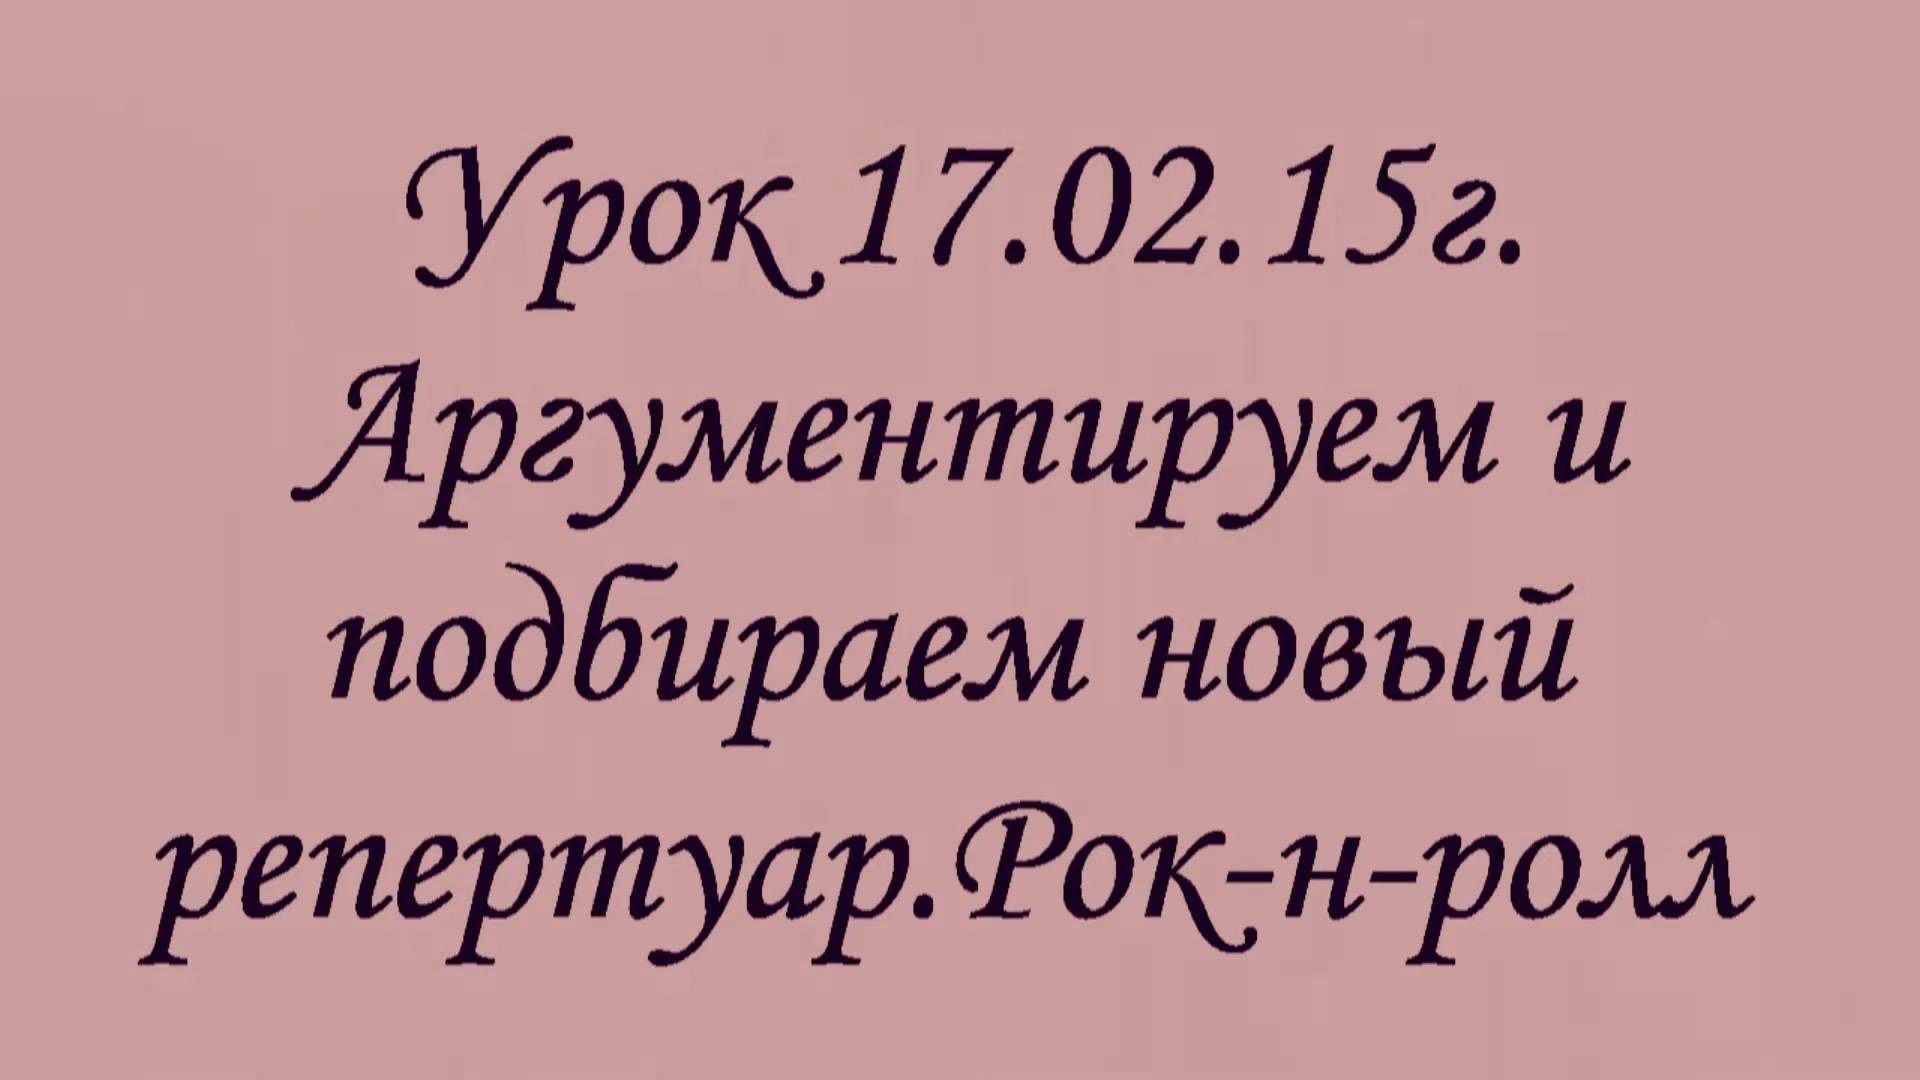 Урок 17.02.15г.
Аргументируем и
подбираем новый
репертуар.Рок-н-ролл